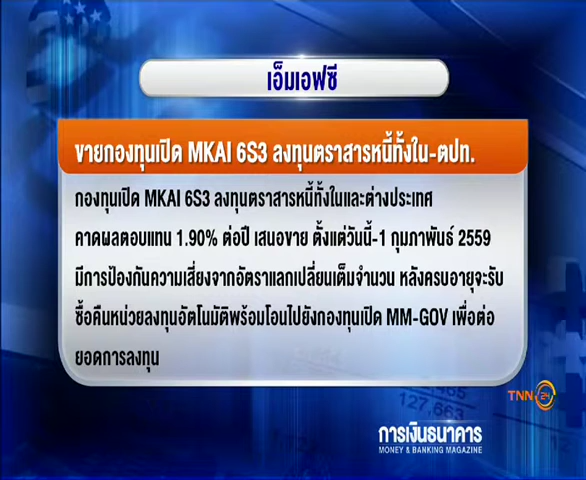 เอ็มเอฟซี
ขายกองทุนเปิด MKAI 6S3 ลงทุนตราสารหนี้ทั้งใน-ตปท.
กองทุนเปิด MKAI 6S3 ลงทุนตราสารหนี้ทั้งในและต่างประเทศ
คาดผลตอบแทน 1.90% ต่อปี เสนอขาย ตั้งแต่วันนี้-1 กุมภาพันธ์ 2559
มีการป้องกันความเสี่ยงจากอัตราแลกเปลี่ยนเต็มจำนวน หลังครบอายุจะรับ
ซื้อคืนหน่วยลงทุนอัตโนมัติพร้อมโอนไปยังกองทุนเปิด MM-GOV เพื่อต่อ
ยอดการลงทุน
TNN 24
127,663
การเงินธนาคาร
MONEY & BANKING MAGAZINE